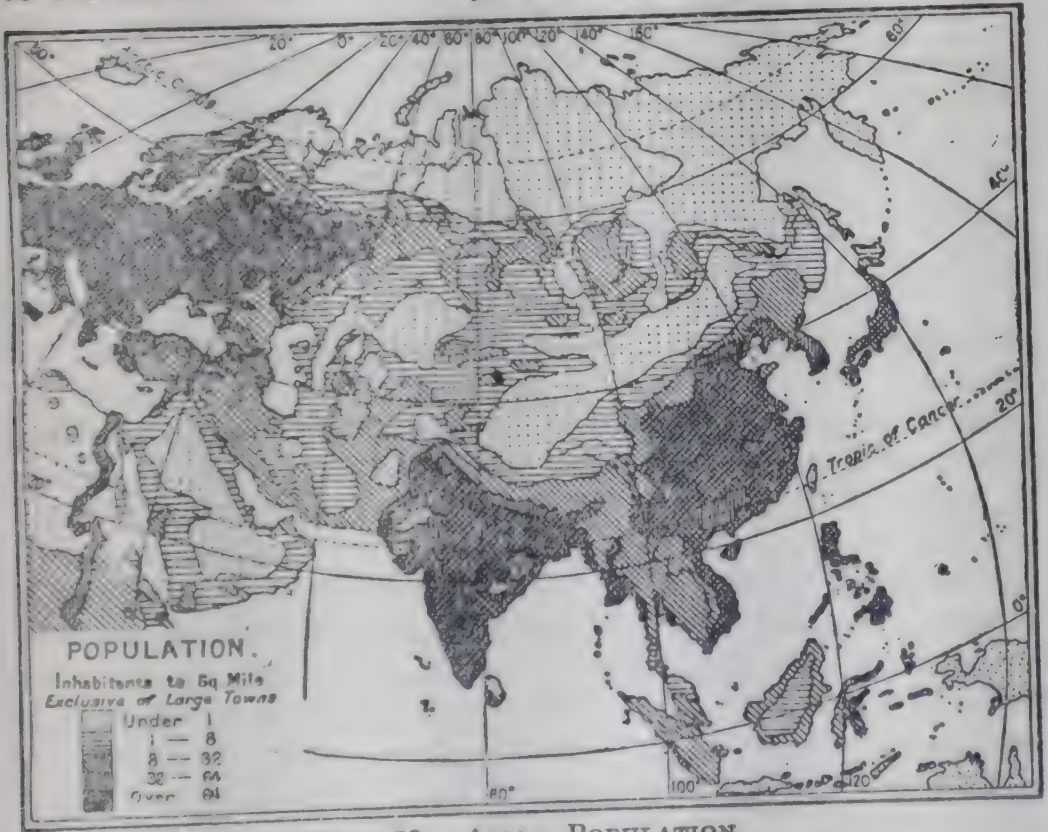 20° 0° 20° 40° 60° 80° 100° 120° 140°
60°
40°
Tropic of Cancer
20°
0°
POPULATION.
Inhabitants to Sq Mile
Exclusive of Large Towns
Under 1
1 — 8
8 — 32
32 — 64
Over 64
80°
100°
120
POPULATION